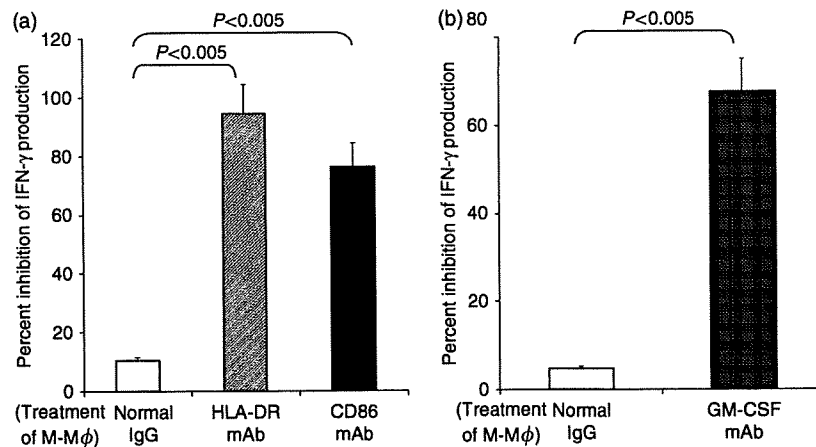 (a)
P<0.005
P<0.005
Percent inhibition of IFN-γ production
120
100
80
60
40
20
0
(Treatment of M-Mϕ)
Normal IgG
HLA-DR mAb
CD86 mAb
(b)
P<0.005
Percent inhibition of IFN-γ production
80
60
40
20
0
(Treatment of M-Mϕ)
Normal IgG
GM-CSF mAb